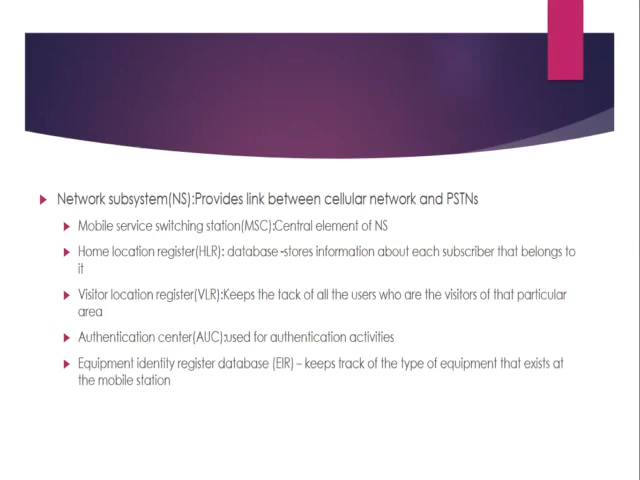 Network subsystem(NS):Provides link between cellular network and PSTNs
Mobile service switching station(MSC):Central element of NS
Home location register(HLR): database -stores information about each subscriber that belongs to
it
Visitor location register(VLR):Keeps the tack of all the users who are the visitors of that particular
area
Authentication center(AUC):used for authentication activities
Equipment identity register database (EIR) – keeps track of the type of equipment that exists at
the mobile station